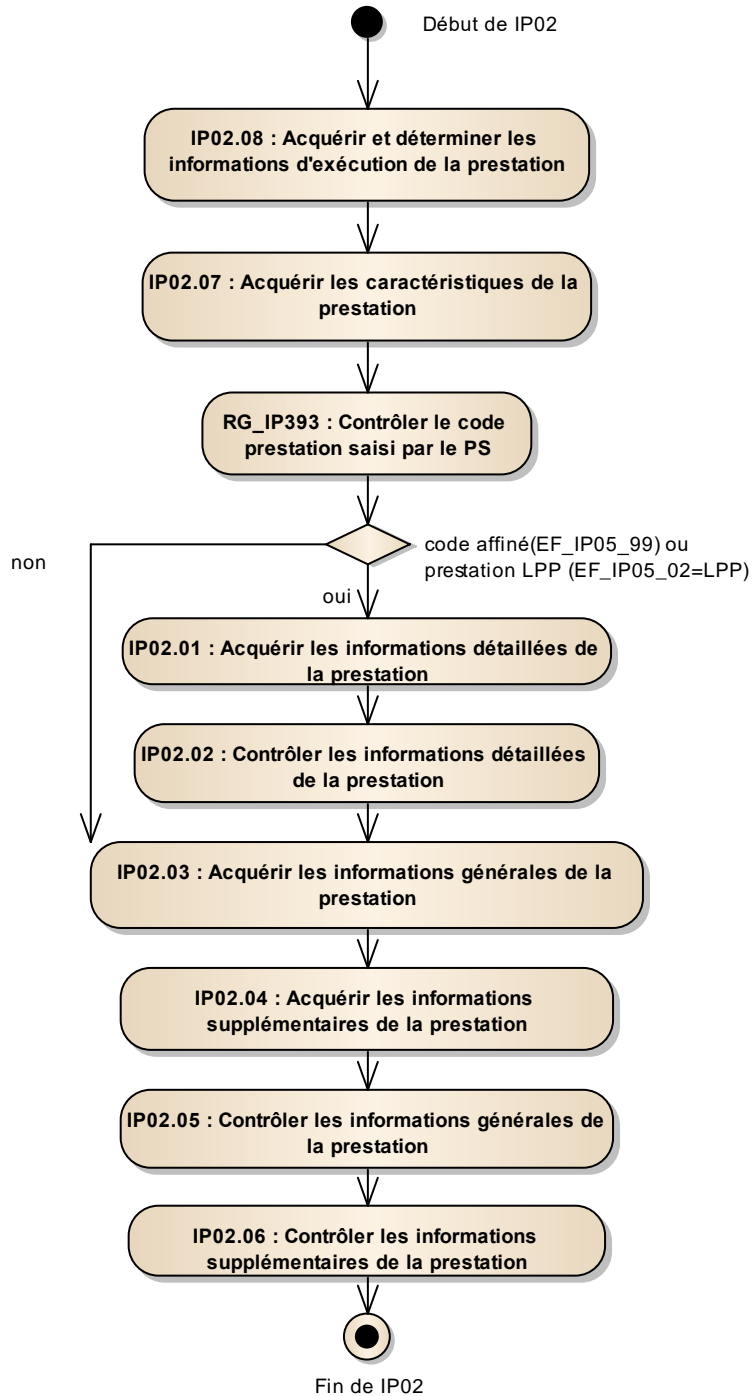 Début de IP02
IP02.08 : Acquérir et déterminer les
informations d'exécution de la prestation
IP02.07 : Acquérir les caractéristiques de la
prestation
RG_IP393 : Contrôler le code
prestation saisi par le PS
code affiné(EF_IP05_99) ou
prestation LPP (EF_IP05_02=LPP)
non
oui
IP02.01 : Acquérir les informations détaillées de
la prestation
IP02.02 : Contrôler les informations détaillées
de la prestation
IP02.03 : Acquérir les informations générales de la
prestation
IP02.04 : Acquérir les informations
supplémentaires de la prestation
IP02.05 : Contrôler les informations générales de
la prestation
IP02.06 : Contrôler les informations
supplémentaires de la prestation
Fin de IP02